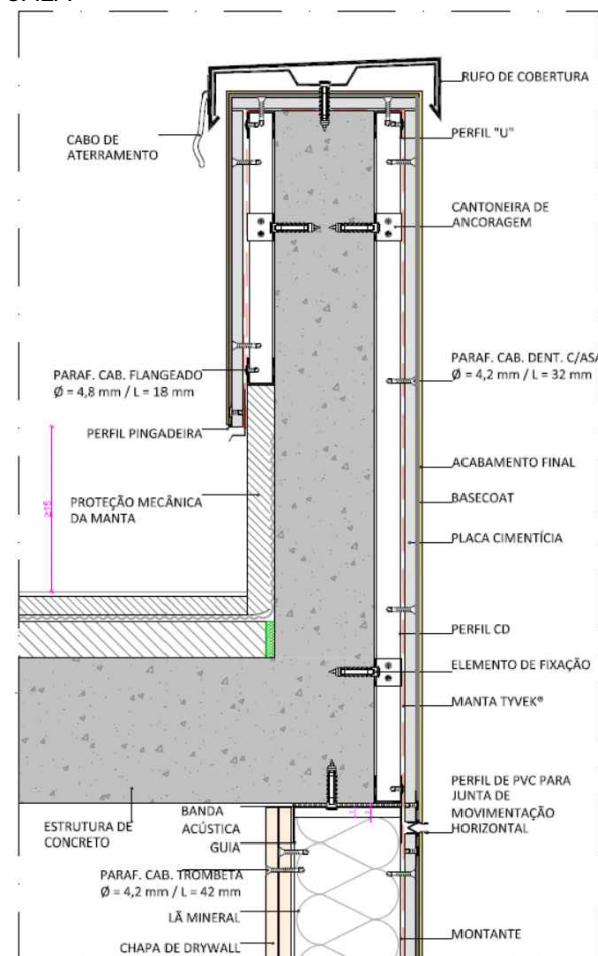 RUFO DE COBERTURA
CABO DE
ATERRAMENTO
PERFIL "U"
CANTONEIRA DE
ANCORAGEM
PARAF. CAB. FLANGEADO
Ø = 4,8 mm / L = 18 mm
PARAF. CAB. DENT. C/ASA
Ø = 4,2 mm / L = 32 mm
PERFIL PINGADEIRA
ACABAMENTO FINAL
≥15
PROTEÇÃO MECÂNICA
DA MANTA
BASECOAT
PLACA CIMENTÍCIA
PERFIL CD
ELEMENTO DE FIXAÇÃO
MANTA TYVEK®
PERFIL DE PVC PARA
JUNTA DE
MOVIMENTAÇÃO
HORIZONTAL
ESTRUTURA DE
CONCRETO
BANDA
ACÚSTICA
GUIA
PARAF. CAB. TROMBETA
Ø = 4,2 mm / L = 42 mm
LÃ MINERAL
CHAPA DE DRYWALL
MONTANTE